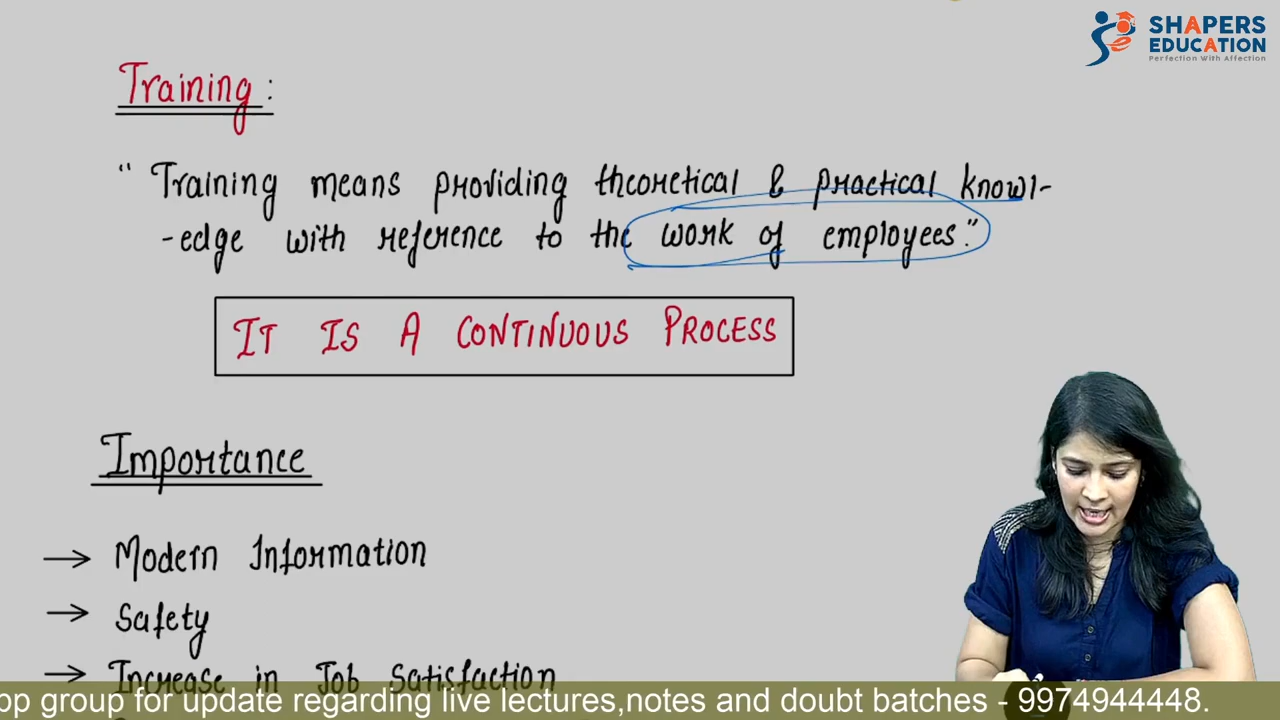 SHAPERS
EDUCATION
Perfection With Affection
Training:
“ Training means providing theoretical & practical knowl-
-edge with reference to the work of employees.”
IT IS A CONTINUOUS PROCESS
Importance
→ Modern Information
→ Safety
→ Increase in Job Satisfaction
pp group for update regarding live lectures,notes and doubt batches - 9974944448.